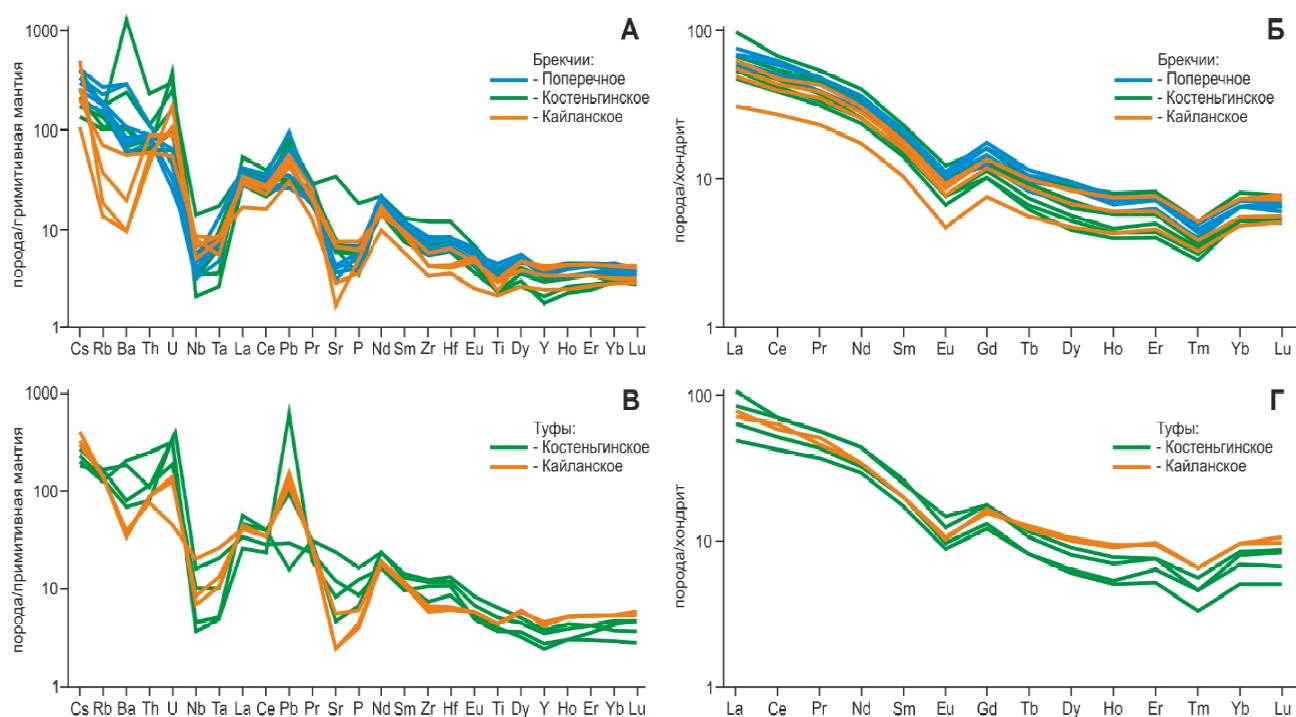 А
порода/гримитивная мантия
1000
100
10
1
Брекчии:
- Поперечное
- Костеньгинское
- Кайланское
Cs Rb Ba Th U Nb Ta La Ce Pb Pr Sr P Nd Sm Zr Hf Eu Ti Dy Y Ho Er Yb Lu
Б
порода/хондрит
100
10
1
Брекчии:
- Поперечное
- Костеньгинское
- Кайланское
La Ce Pr Nd Sm Eu Gd Tb Dy Ho Er Tm Yb Lu
В
порода/гримитивная мантия
1000
100
10
1
Туфы:
- Костеньгинское
- Кайланское
Cs Rb Ba Th U Nb Ta La Ce Pb Pr Sr P Nd Sm Zr Hf Eu Ti Dy Y Ho Er Yb Lu
Г
порода/хондрит
100
10
1
Туфы:
- Костеньгинское
- Кайланское
La Ce Pr Nd Sm Eu Gd Tb Dy Ho Er Tm Yb Lu